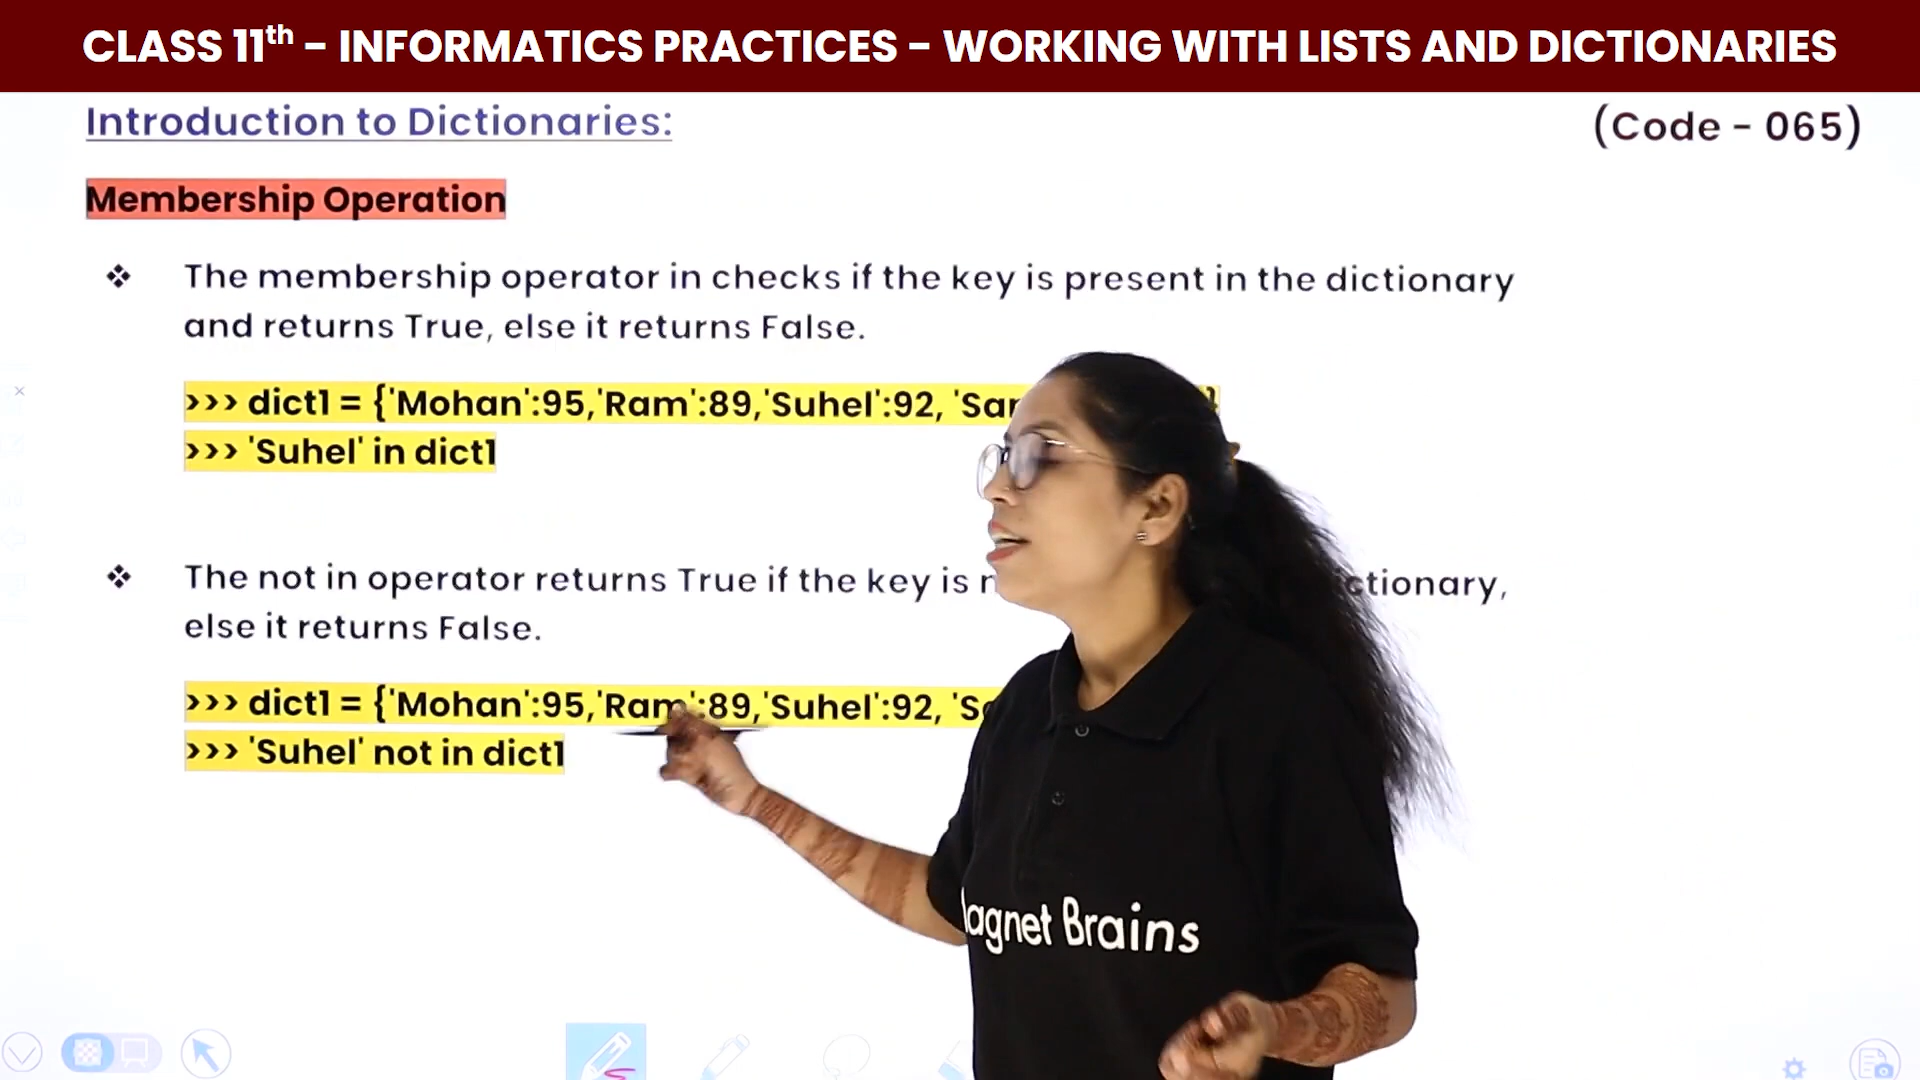 CLASS 11th – INFORMATICS PRACTICES – WORKING WITH LISTS AND DICTIONARIES
Introduction to Dictionaries:
(Code - 065)
Membership Operation
❖ The membership operator in checks if the key is present in the dictionary
and returns True, else it returns False.
>>> dict1 = {'Mohan':95,'Ram':89,'Suhel':92, }
>>> 'Suhel' in dict1
❖ The not in operator returns True if the key is
else it returns False.
>>> dict1 = {'Mohan':95,'Ram':89,'Suhel':92,
>>> 'Suhel' not in dict1
Brains